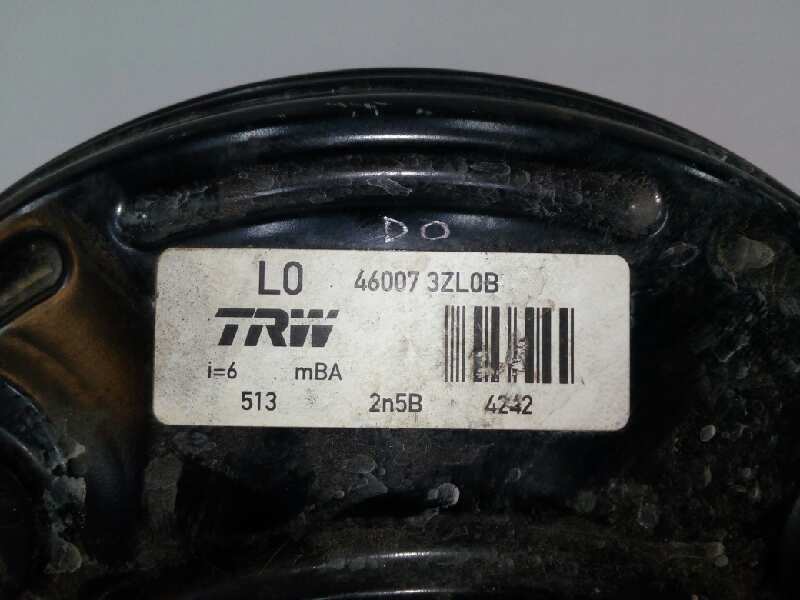 DO
LO 46007 3ZL0B
TRW
i=6 mBA
513 2n5B 4242